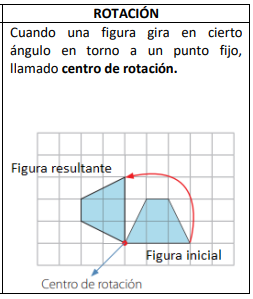 ROTACIÓN
Cuando una figura gira en cierto
ángulo en torno a un punto fijo,
llamado centro de rotación.
Figura resultante
Figura inicial
Centro de rotación